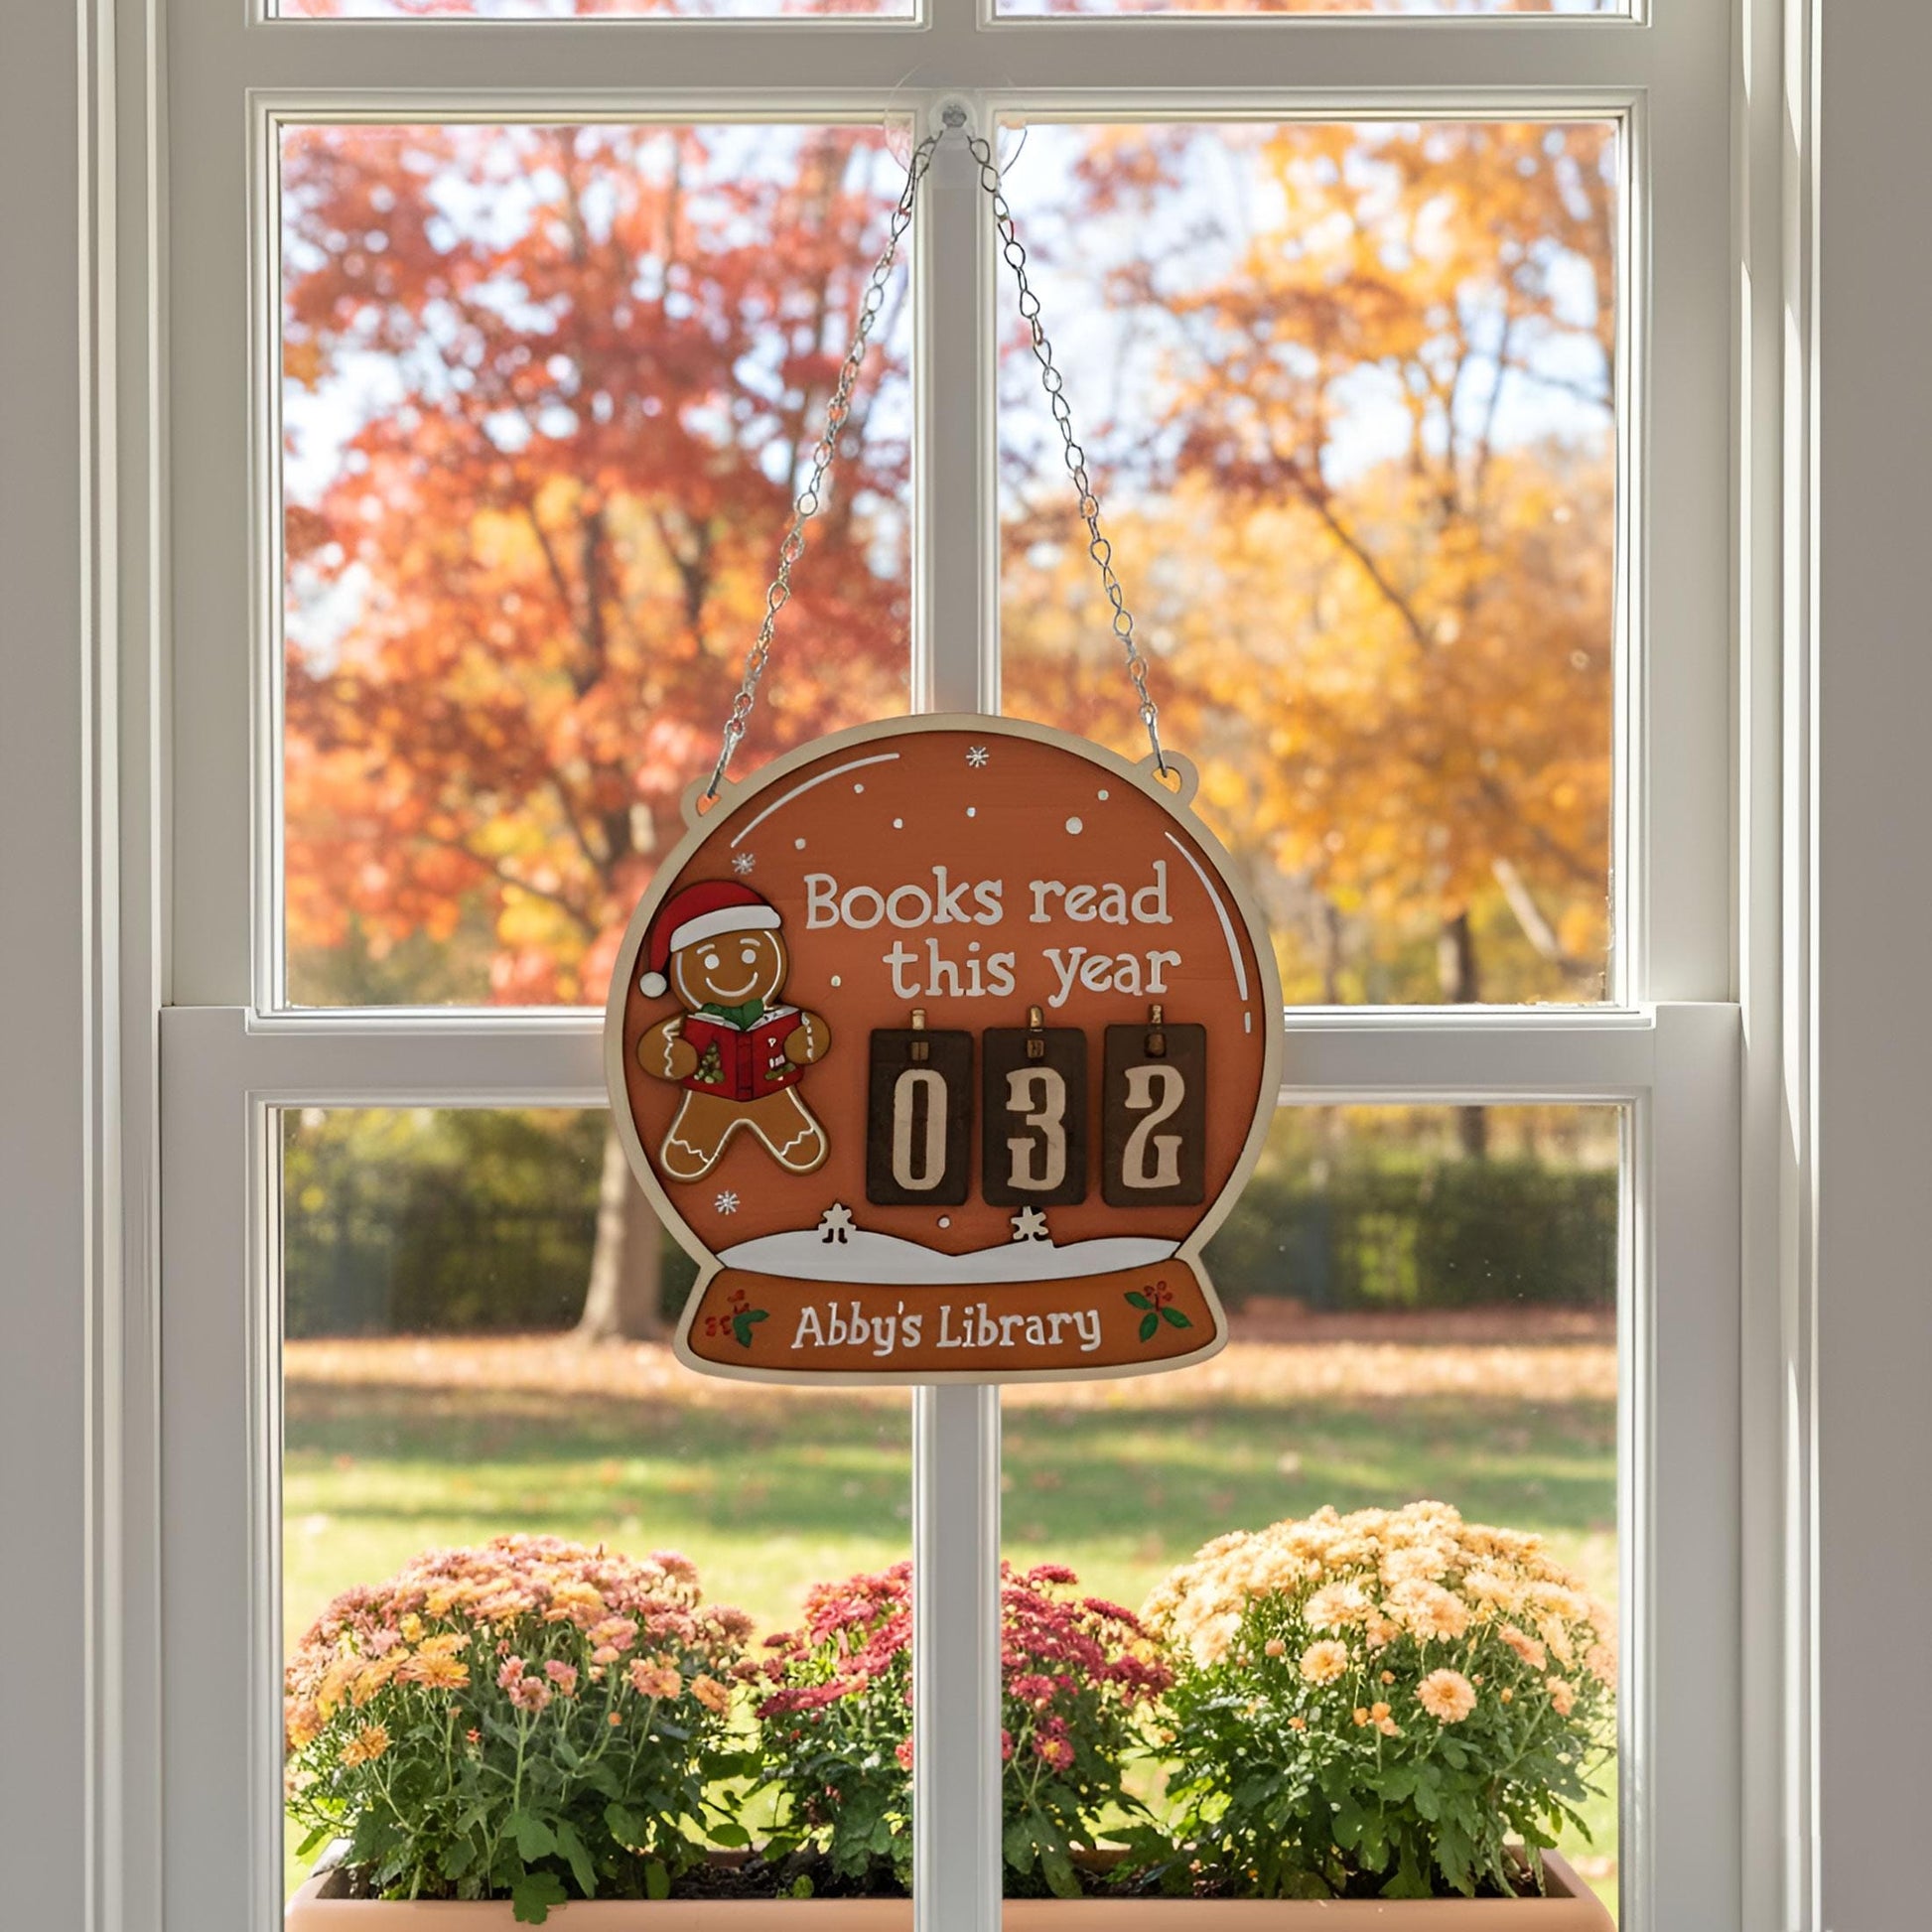 Books read
this year
032
Abby's Library